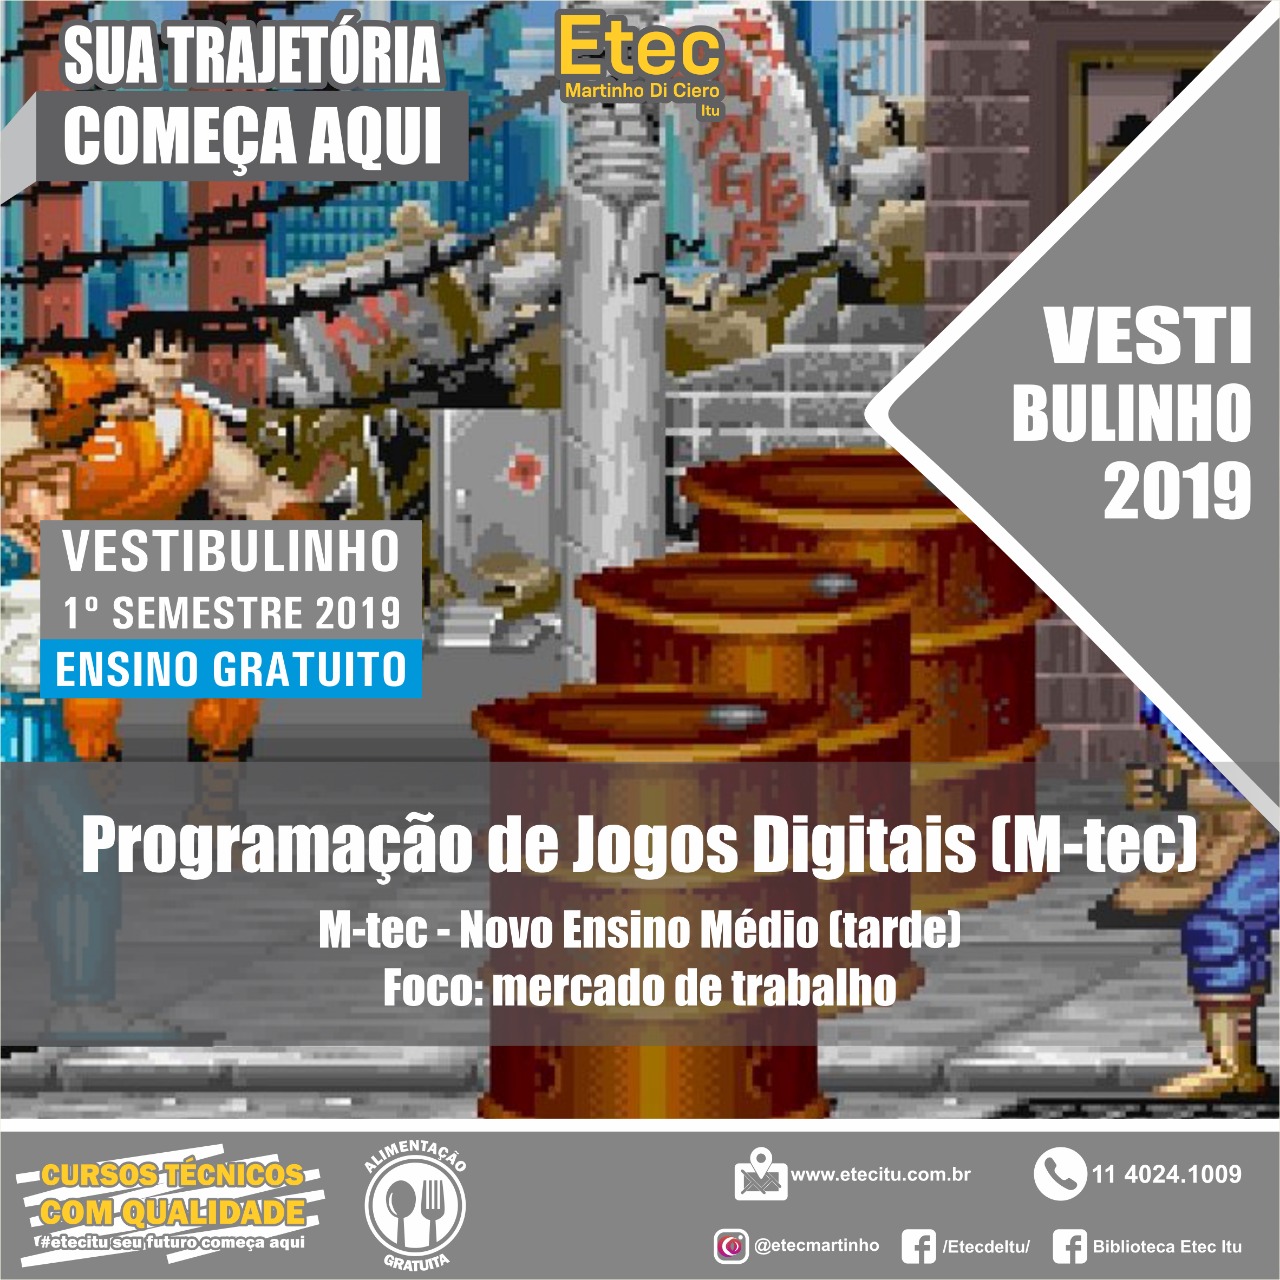 SUA TRAJETÓRIA
COMEÇA AQUI
Etec
Martinho Di Ciero
Itu
VESTI
BULINHO
2019
VESTIBULINHO
1º SEMESTRE 2019
ENSINO GRATUITO
Programação de Jogos Digitais (M-tec)
M-tec - Novo Ensino Médio (tarde)
Foco: mercado de trabalho
CURSOS TÉCNICOS
COM QUALIDADE
#etecitu seu futuro começa aqui
ALIMENTAÇÃO
GRATUITA
www.etecitu.com.br
11 4024.1009
@etecmartinho
/EtecdeItu/
Biblioteca Etec Itu